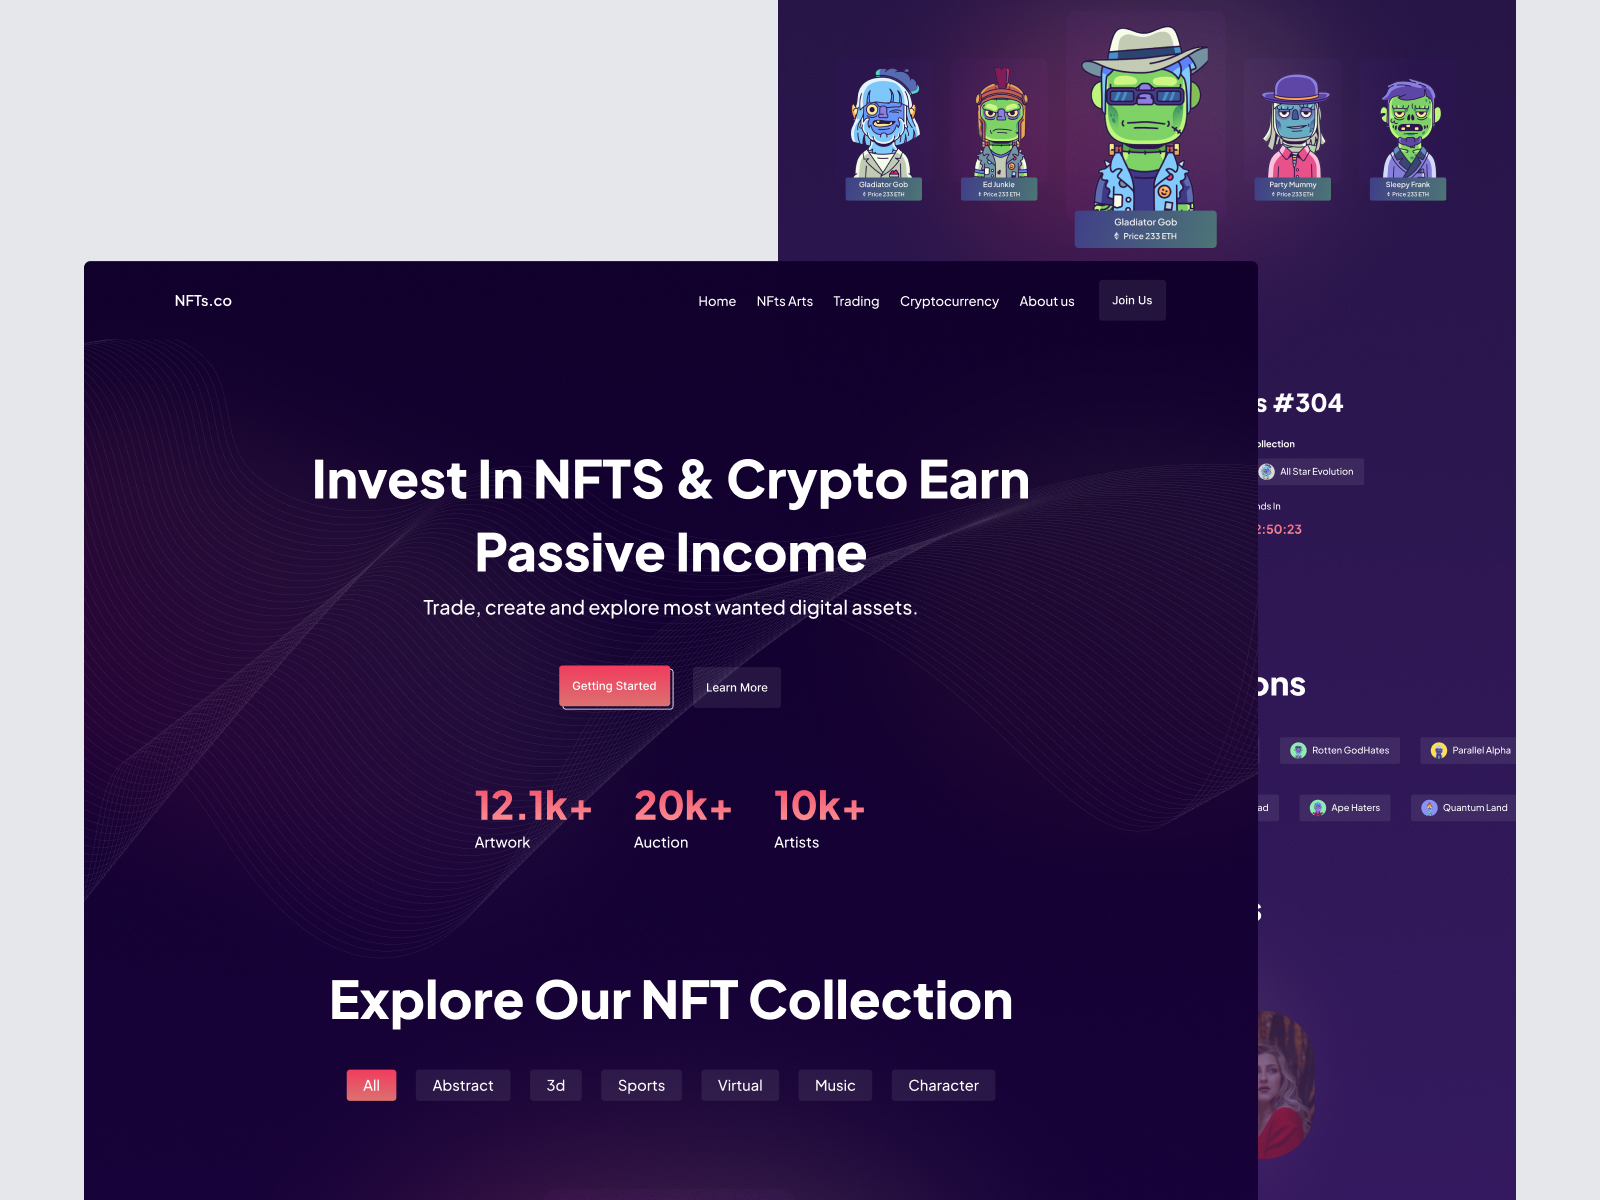 Gladiator Gob
Price 233 ETH
Ed Junkie
Price 233 ETH
Gladiator Gob
Price 233 ETH
Party Mummy
Price 233 ETH
Sleepy Frank
Price 233 ETH
NFTs.co
Home
NFts Arts
Trading
Cryptocurrency
About us
Join Us
Invest In NFTS & Crypto Earn
Passive Income
Trade, create and explore most wanted digital assets.
Getting Started
Learn More
12.1k+
Artwork
20k+
Auction
10k+
Artists
Explore Our NFT Collection
All
Abstract
3d
Sports
Virtual
Music
Character
s #304
ollection
All Star Evolution
nds In
2:50:23
ons
Rotten GodHates
Parallel Alpha
ad
Ape Haters
Quantum Land
s